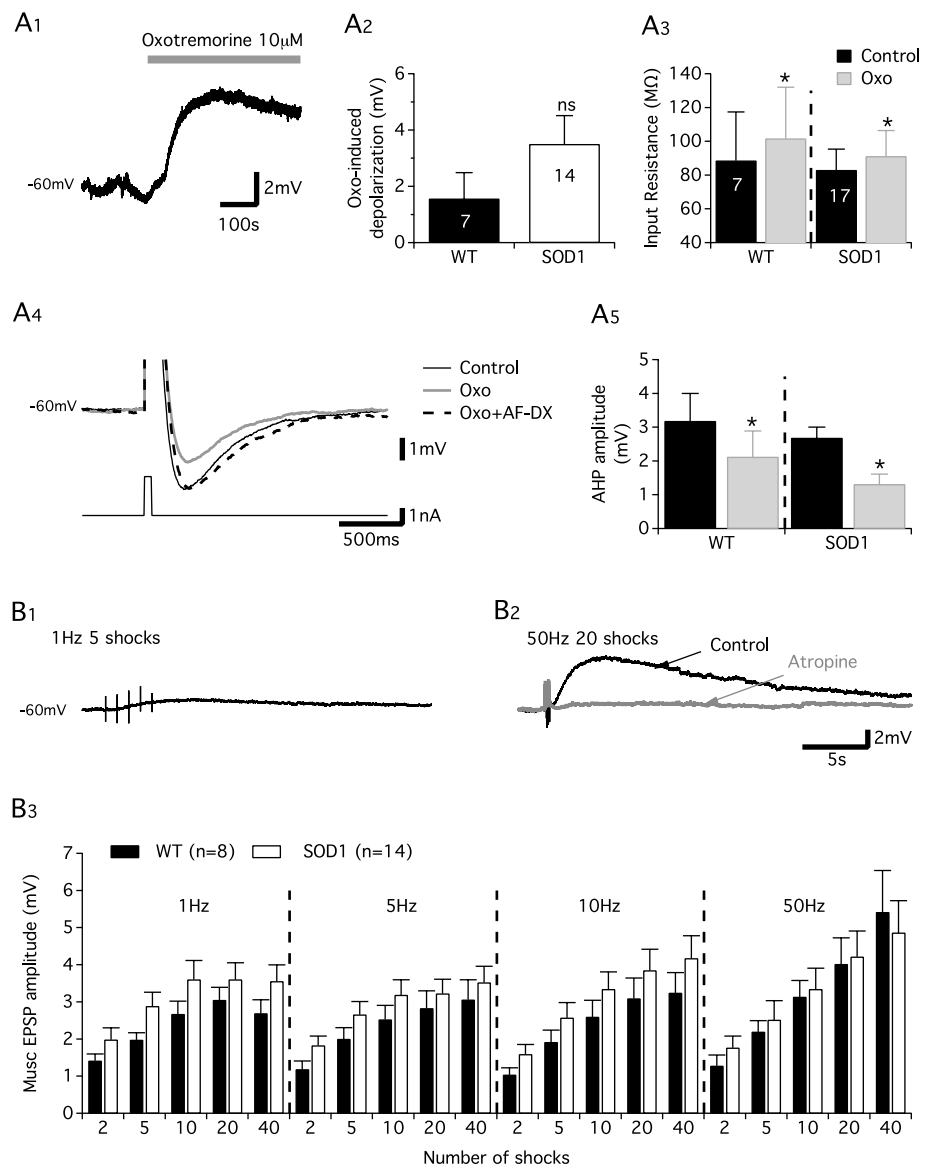 A1
Oxotremorine 10µM
-60mV
2mV
100s
A2
Oxo-induced
depolarization (mV)
6
4
2
0
ns
7
14
WT
SOD1
A3
Control
Oxo
Input Resistance (MΩ)
140
120
100
80
60
40
*
*
7
17
WT
SOD1
A4
-60mV
Control
Oxo
Oxo+AF-DX
1mV
1nA
500ms
A5
AHP amplitude
(mV)
5
4
3
2
1
0
*
*
WT
SOD1
B1
1Hz 5 shocks
-60mV
B2
50Hz 20 shocks
Control
Atropine
2mV
5s
B3
Musc EPSP amplitude (mV)
7
6
5
4
3
2
1
0
WT (n=8)
SOD1 (n=14)
1Hz
5Hz
10Hz
50Hz
2 5 10 20 40 2 5 10 20 40 2 5 10 20 40 2 5 10 20 40
Number of shocks